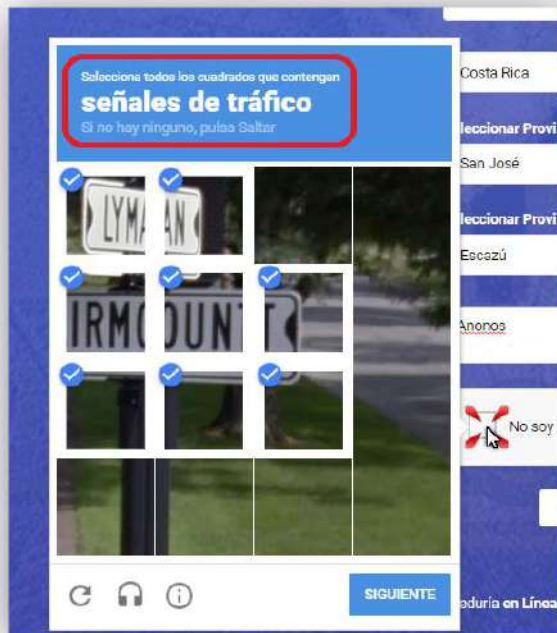 Selecciona todos los cuadrados que contengan
señales de tráfico
Si no hay ninguno, pulsa Saltar
LYMAN
IRMOUNT
SIGUIENTE
Costa Rica
leccionar Provi
San José
leccionar Provi
Escazú
Anonos
No soy
eduría en Línea